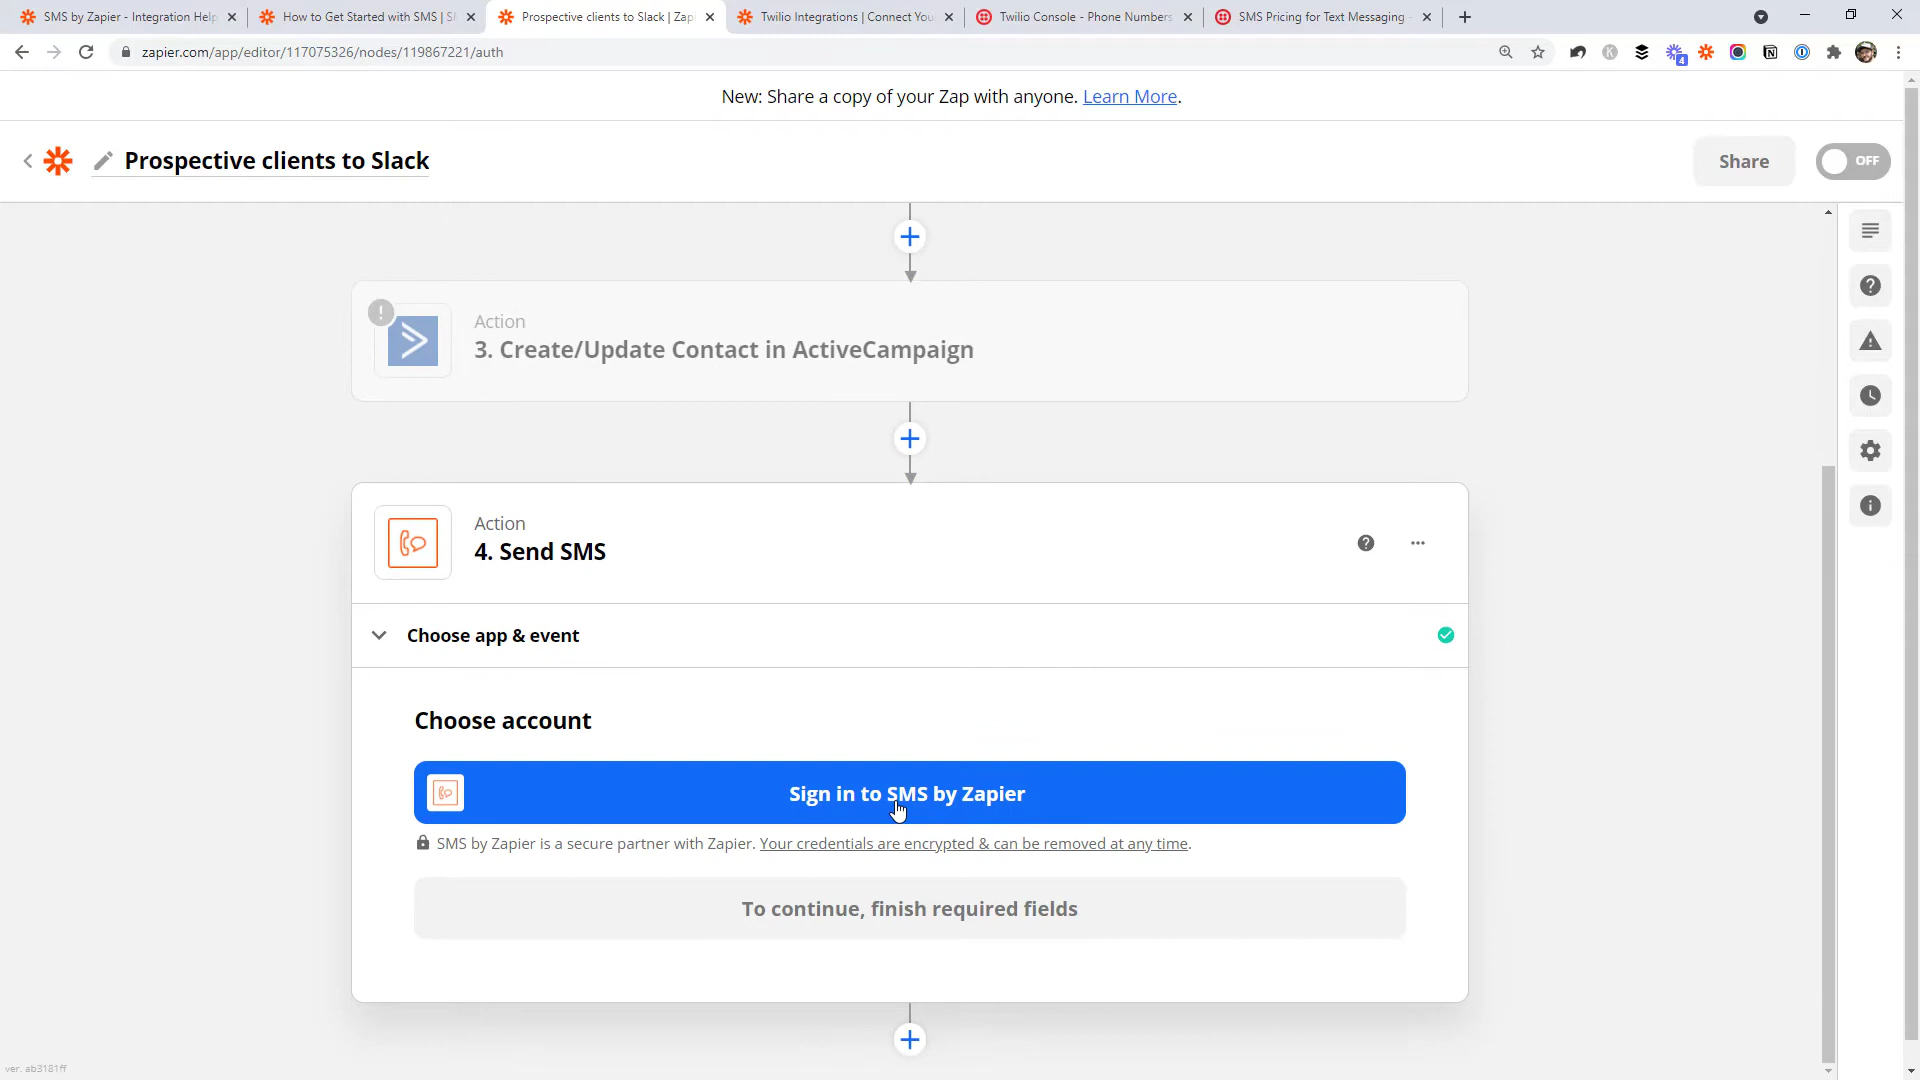 SMS by Zapier - Integration Help
How to Get Started with SMS | S
Prospective clients to Slack | Zap
Twilio Integrations | Connect You
Twilio Console - Phone Numbers
SMS Pricing for Text Messaging
zapier.com/app/editor/117075326/nodes/119867221/auth
4
New: Share a copy of your Zap with anyone. Learn More.
Prospective clients to Slack
Share
OFF
Action
3. Create/Update Contact in ActiveCampaign
Action
4. Send SMS
Choose app & event
Choose account
Sign in to SMS by Zapier
SMS by Zapier is a secure partner with Zapier. Your credentials are encrypted & can be removed at any time.
To continue, finish required fields
ver. ab3181ff